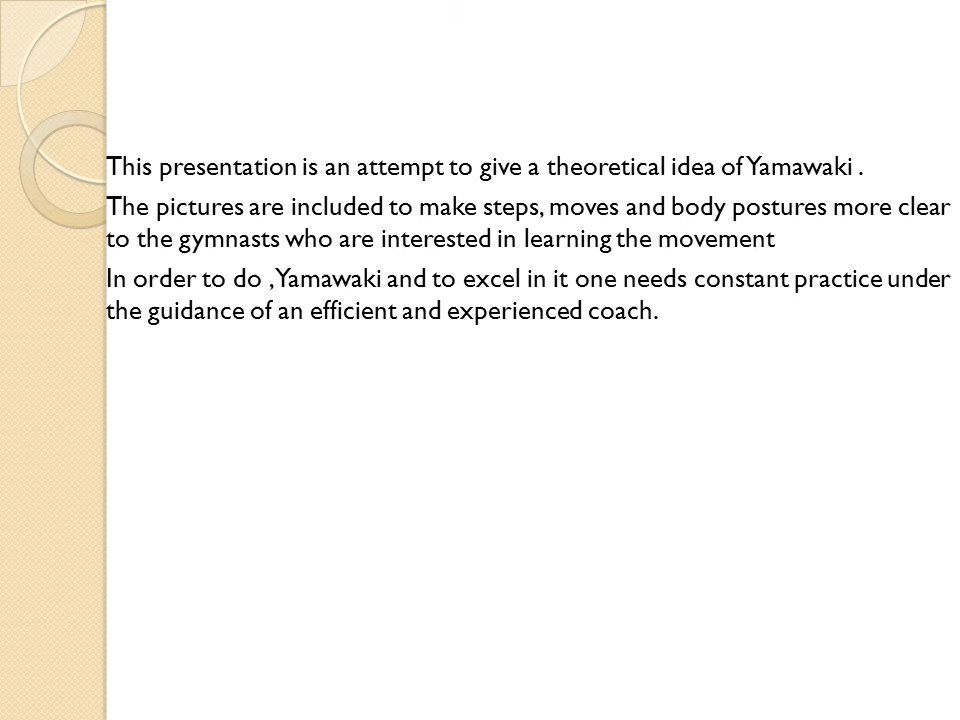 This presentation is an attempt to give a theoretical idea of Yamawaki .
The pictures are included to make steps, moves and body postures more clear
to the gymnasts who are interested in learning the movement
In order to do ,Yamawaki and to excel in it one needs constant practice under
the guidance of an efficient and experienced coach.